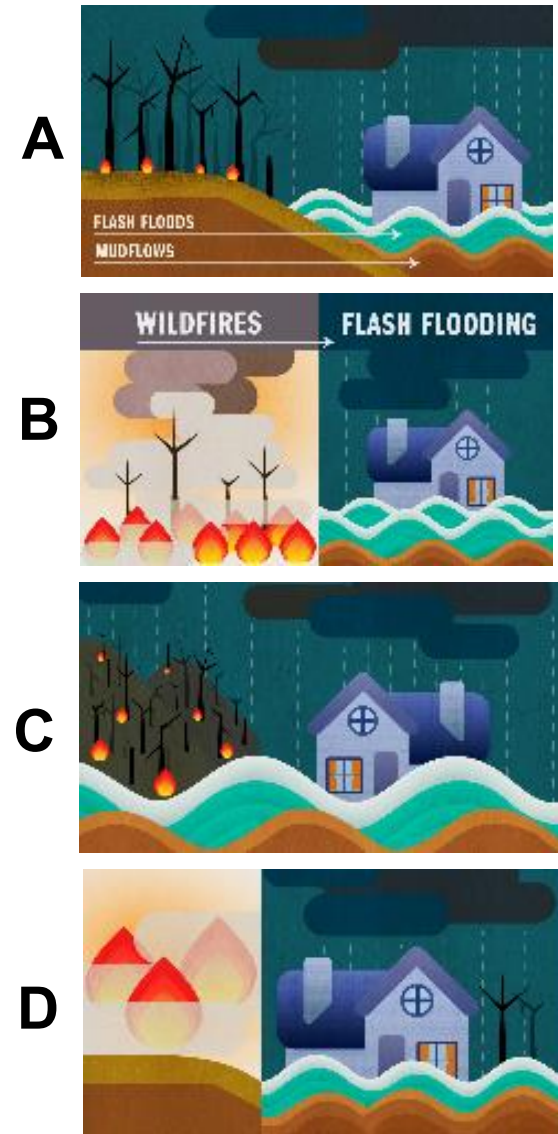 A
FLASH FLOODS
MUDFLOWS
B
WILDFIRES
FLASH FLOODING
C
D